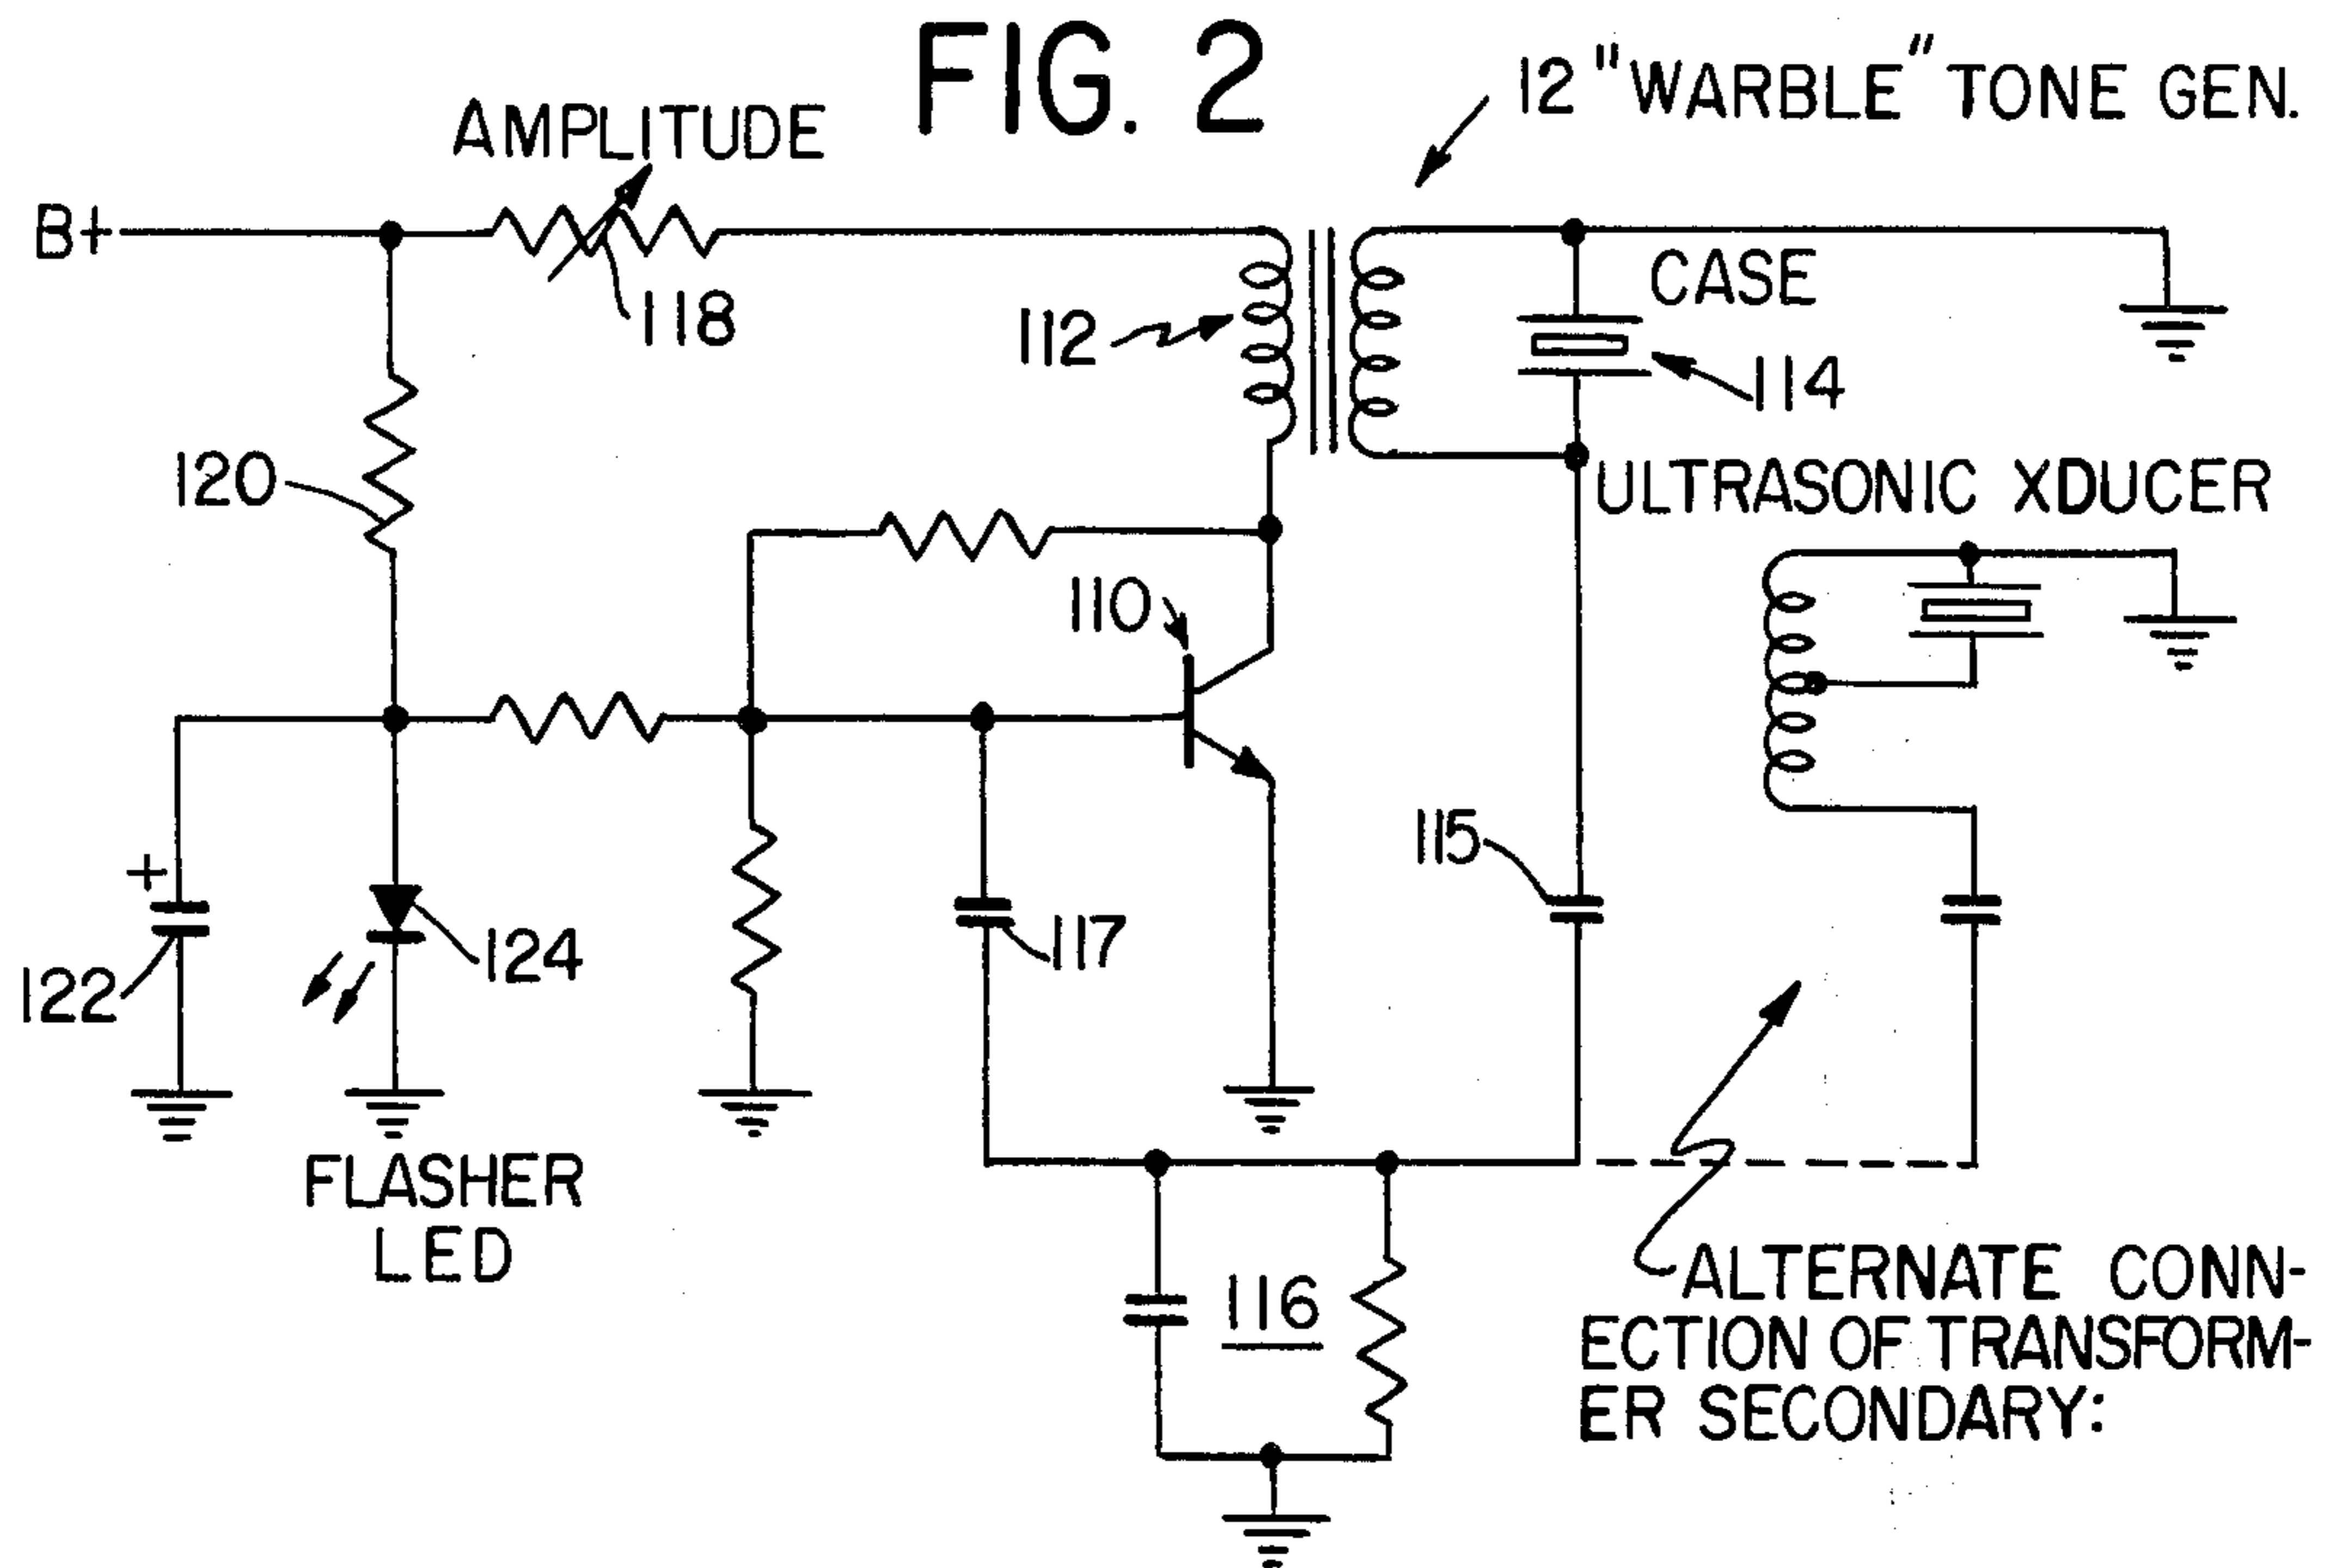 FIG. 2
12 "WARBLE" TONE GEN.
AMPLITUDE
B+
118
112
CASE
114
120
ULTRASONIC XDUCER
110
115
+
117
124
122
FLASHER
LED
116
ALTERNATE CONN-
ECTION OF TRANSFORM-
ER SECONDARY: